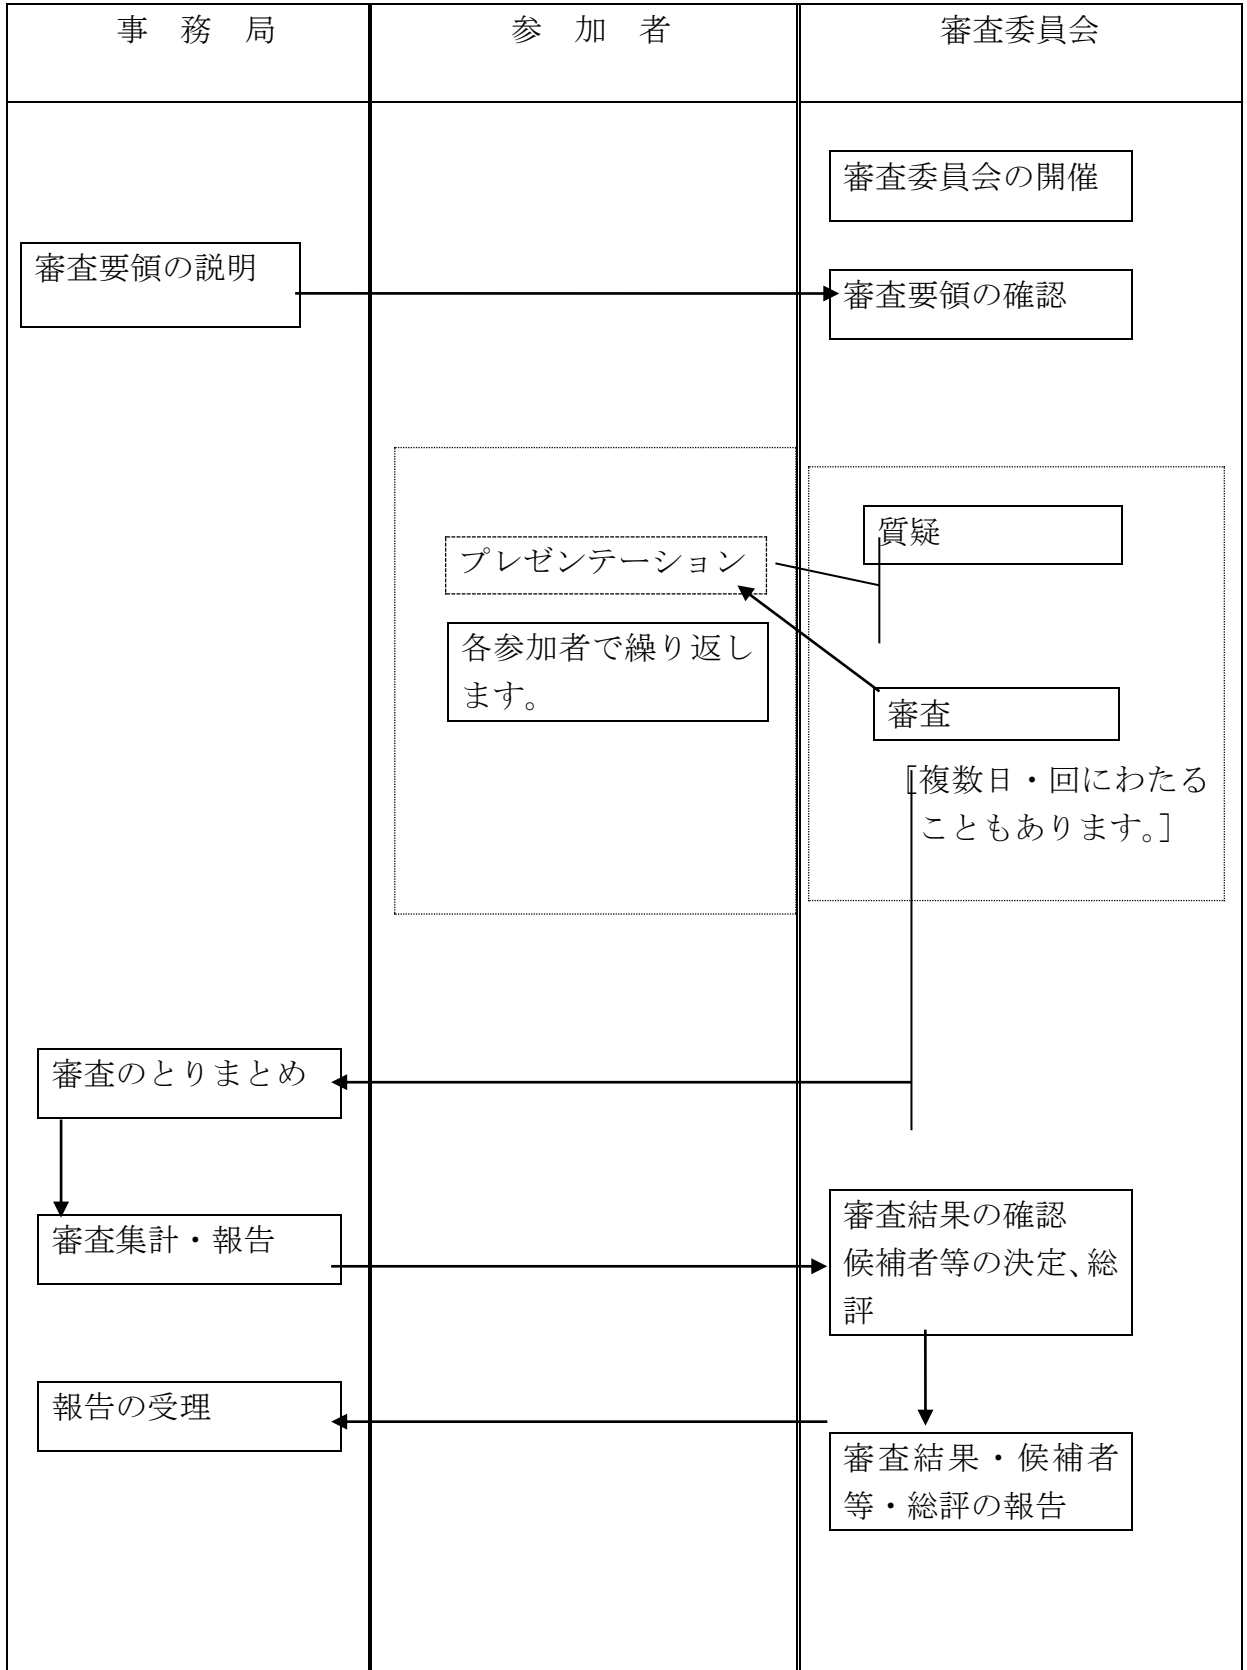 事　務　局
参　加　者
審査委員会
審査委員会の開催
審査要領の説明
審査要領の確認
質疑
プレゼンテーション
各参加者で繰り返し
ます。
審査
［複数日・回にわたる
こともあります。］
審査のとりまとめ
審査集計・報告
審査結果の確認
候補者等の決定、総
評
報告の受理
審査結果・候補者
等・総評の報告